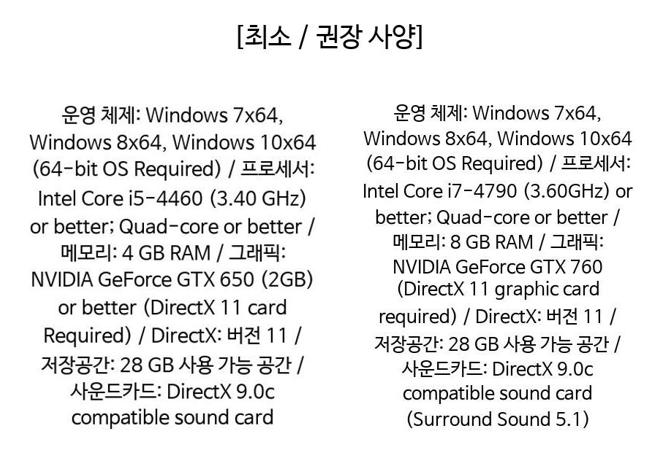 [최소 / 권장 사양]
운영 체제: Windows 7x64,
Windows 8x64, Windows 10x64
(64-bit OS Required) / 프로세서:
Intel Core i5-4460 (3.40 GHz)
or better; Quad-core or better /
메모리: 4 GB RAM / 그래픽:
NVIDIA GeForce GTX 650 (2GB)
or better (DirectX 11 card
Required) / DirectX: 버전 11 /
저장공간: 28 GB 사용 가능 공간 /
사운드카드: DirectX 9.0c
compatible sound card
운영 체제: Windows 7x64,
Windows 8x64, Windows 10x64
(64-bit OS Required) / 프로세서:
Intel Core i7-4790 (3.60GHz) or
better; Quad-core or better /
메모리: 8 GB RAM / 그래픽:
NVIDIA GeForce GTX 760
(DirectX 11 graphic card
required) / DirectX: 버전 11 /
저장공간: 28 GB 사용 가능 공간 /
사운드카드: DirectX 9.0c
compatible sound card
(Surround Sound 5.1)